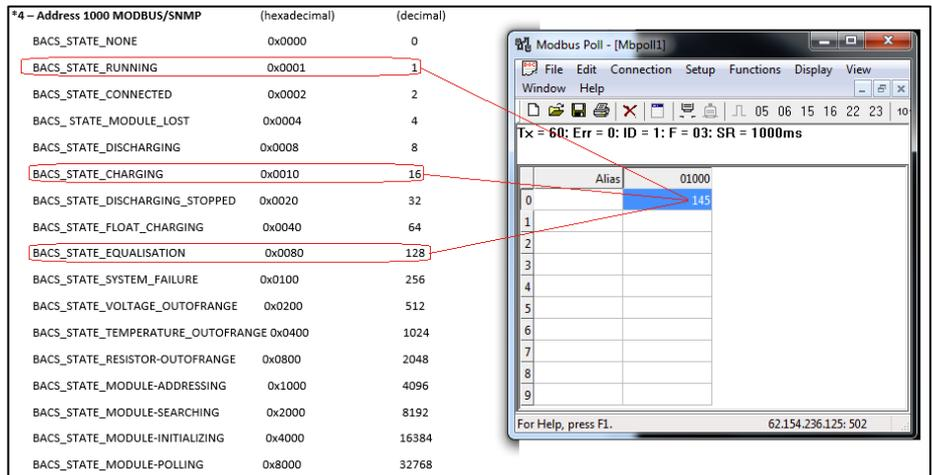 *4 – Address 1000 MODBUS/SNMP (hexadecimal) (decimal)
BACS_STATE_NONE 0x0000 0
BACS_STATE_RUNNING 0x0001 1
BACS_STATE_CONNECTED 0x0002 2
BACS_ STATE_MODULE_LOST 0x0004 4
BACS_STATE_DISCHARGING 0x0008 8
BACS_STATE_CHARGING 0x0010 16
BACS_STATE_DISCHARGING_STOPPED 0x0020 32
BACS_STATE_FLOAT_CHARGING 0x0040 64
BACS_STATE_EQUALISATION 0x0080 128
BACS_STATE_SYSTEM_FAILURE 0x0100 256
BACS_STATE_VOLTAGE_OUTOFRANGE 0x0200 512
BACS_STATE_TEMPERATURE_OUTOFRANGE 0x0400 1024
BACS_STATE_RESISTOR-OUTOFRANGE 0x0800 2048
BACS_STATE_MODULE-ADDRESSING 0x1000 4096
BACS_STATE_MODULE-SEARCHING 0x2000 8192
BACS_STATE_MODULE-INITIALIZING 0x4000 16384
BACS_STATE_MODULE-POLLING 0x8000 32768
Modbus Poll - [Mbpoll1]
File Edit Connection Setup Functions Display View
Window Help
05 06 15 16 22 23 10
Tx = 60: Err = 0: ID = 1: F = 03: SR = 1000ms
Alias 01000
0 145
1
2
3
4
5
6
7
8
9
For Help, press F1. 62.154.236.125: 502